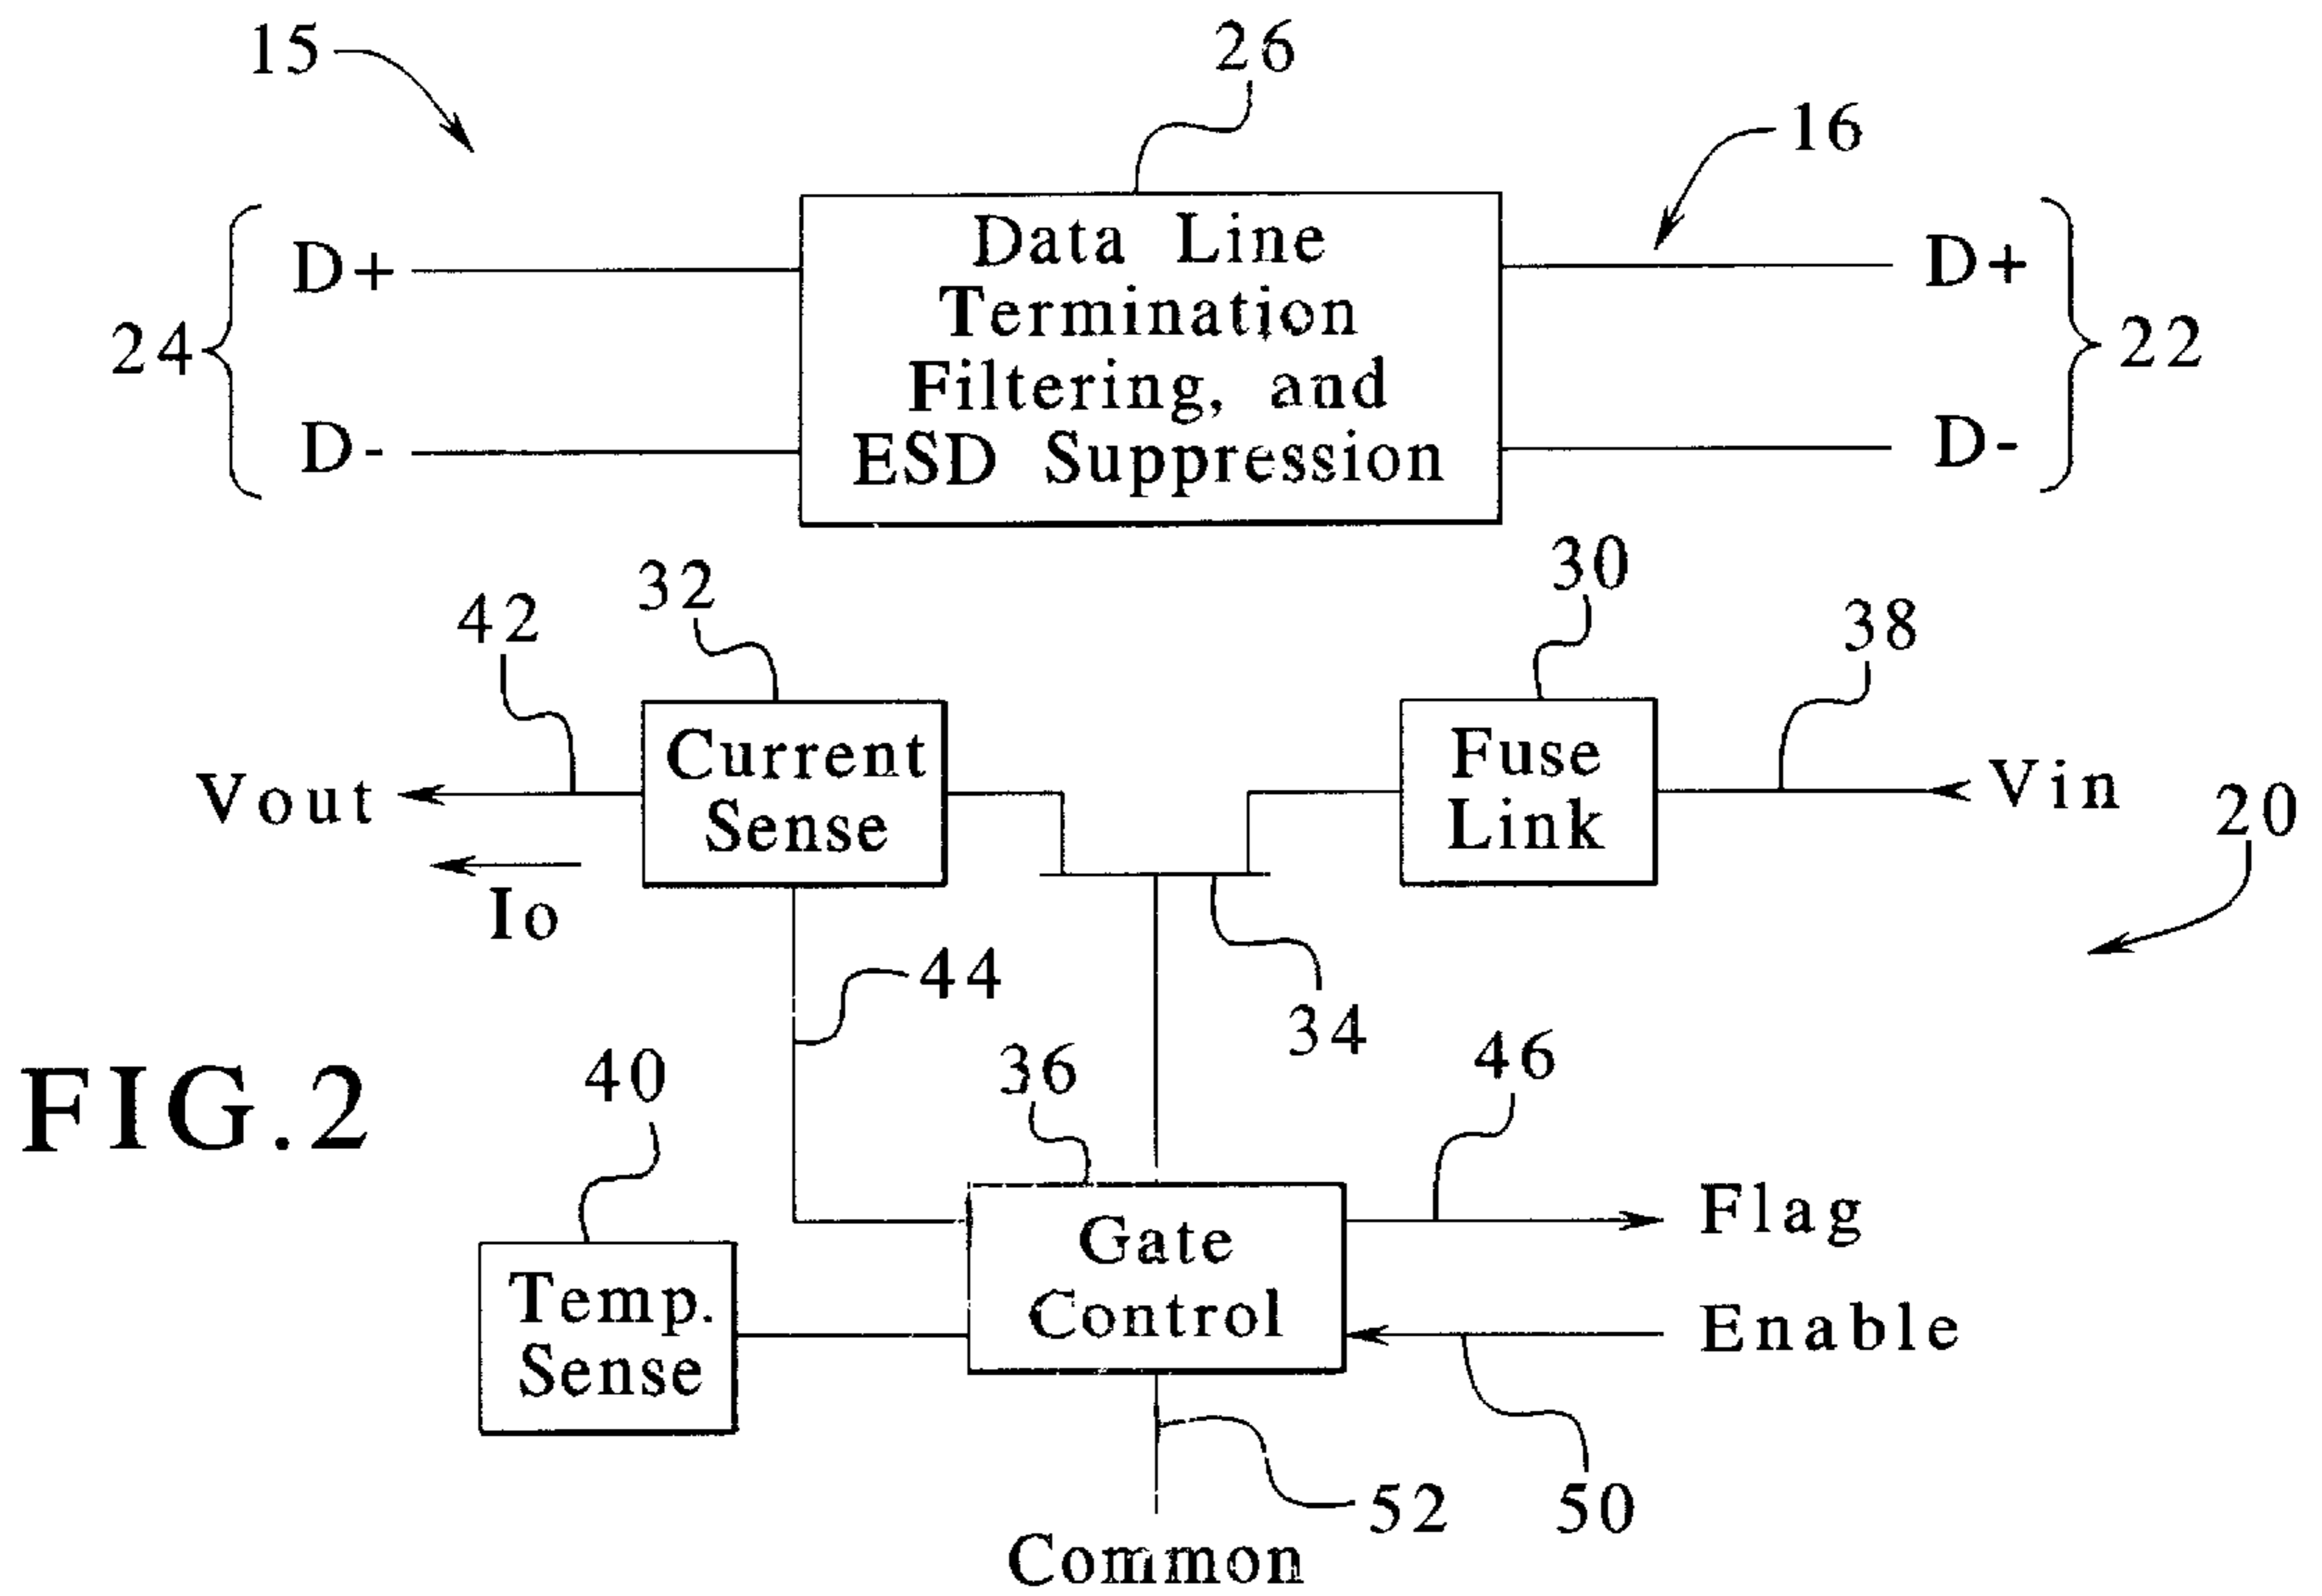 15
26
16
D+
Data Line
Termination
Filtering, and
ESD Suppression
D+
24
22
D-
D-
42
32
30
38
Vout
Current
Sense
Fuse
Link
Vin
20
Io
44
34
FIG.2
40
36
46
Temp.
Sense
Gate
Control
Flag
Enable
52
50
Common